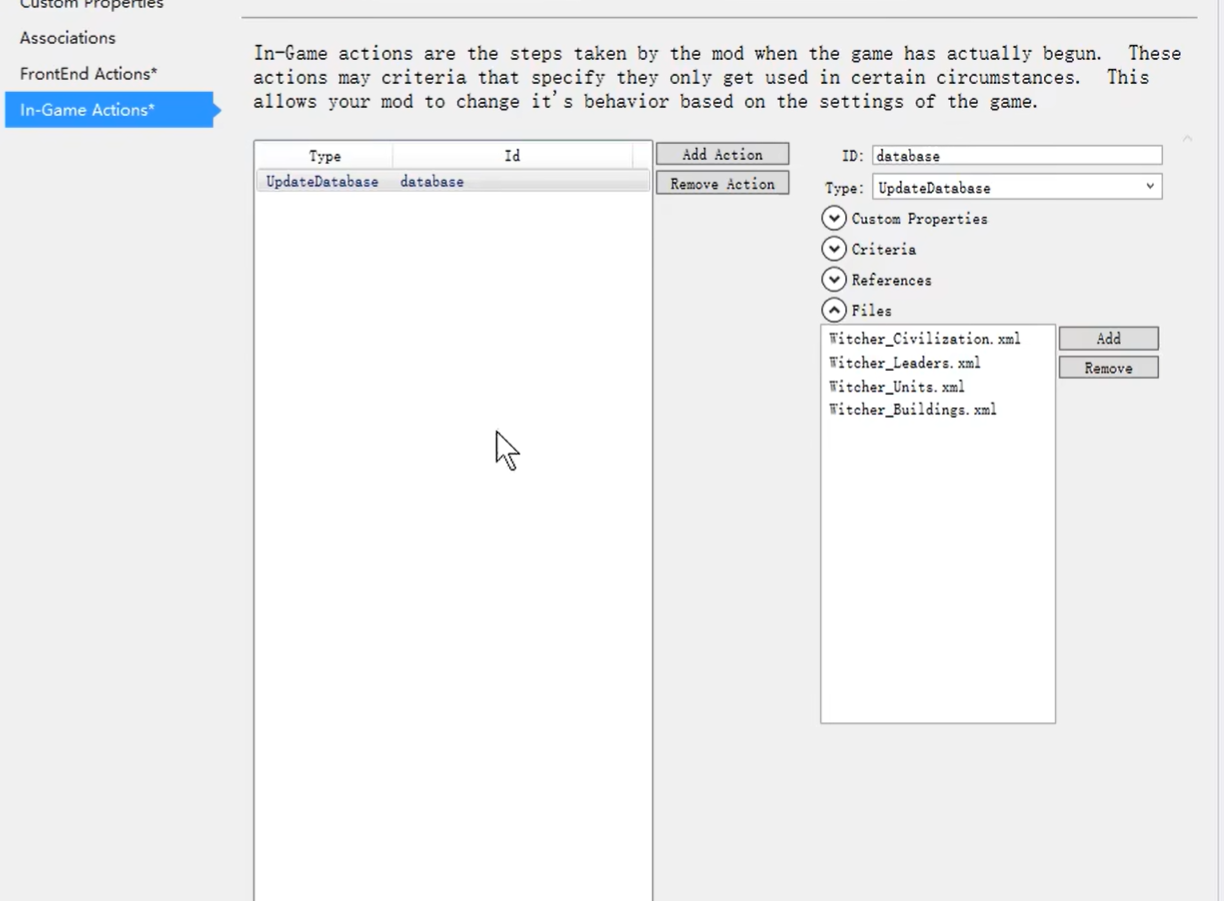 Custom Properties
Associations
FrontEnd Actions*
In-Game Actions*
In-Game actions are the steps taken by the mod when the game has actually begun. These
actions may criteria that specify they only get used in certain circumstances. This
allows your mod to change it's behavior based on the settings of the game.
Type Id
UpdateDatabase database
Add Action
Remove Action
ID: database
Type: UpdateDatabase
Custom Properties
Criteria
References
Files
Witcher_Civilization.xml
Witcher_Leaders.xml
Witcher_Units.xml
Witcher_Buildings.xml
Add
Remove